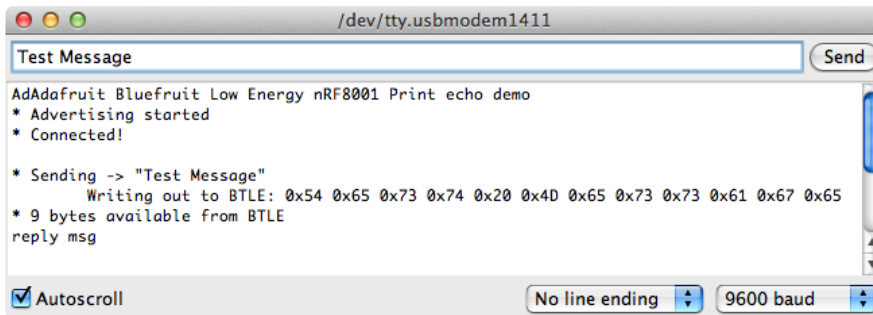 /dev/tty.usbmodem1411
Test Message
Send
AdAdafruit Bluefruit Low Energy nRF8001 Print echo demo
* Advertising started
* Connected!
* Sending -> "Test Message"
Writing out to BTLE: 0x54 0x65 0x73 0x74 0x20 0x4D 0x65 0x73 0x73 0x61 0x67 0x65
* 9 bytes available from BTLE
reply msg
Autoscroll
No line ending
9600 baud